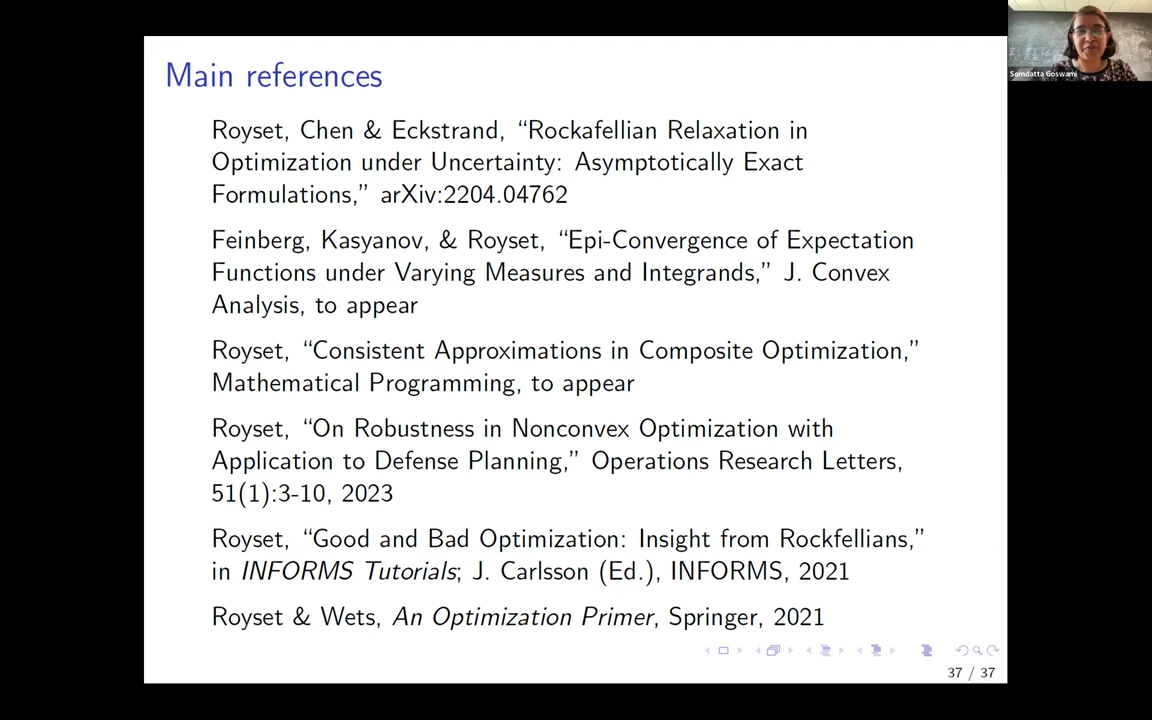 Main references
Royset, Chen & Eckstrand, “Rockafellian Relaxation in
Optimization under Uncertainty: Asymptotically Exact
Formulations,” arXiv:2204.04762
Feinberg, Kasyanov, & Royset, “Epi-Convergence of Expectation
Functions under Varying Measures and Integrands,” J. Convex
Analysis, to appear
Royset, “Consistent Approximations in Composite Optimization,”
Mathematical Programming, to appear
Royset, “On Robustness in Nonconvex Optimization with
Application to Defense Planning,” Operations Research Letters,
51(1):3-10, 2023
Royset, “Good and Bad Optimization: Insight from Rockfellians,”
in INFORMS Tutorials; J. Carlsson (Ed.), INFORMS, 2021
Royset & Wets, An Optimization Primer, Springer, 2021
37 / 37
Somdatta Goswami